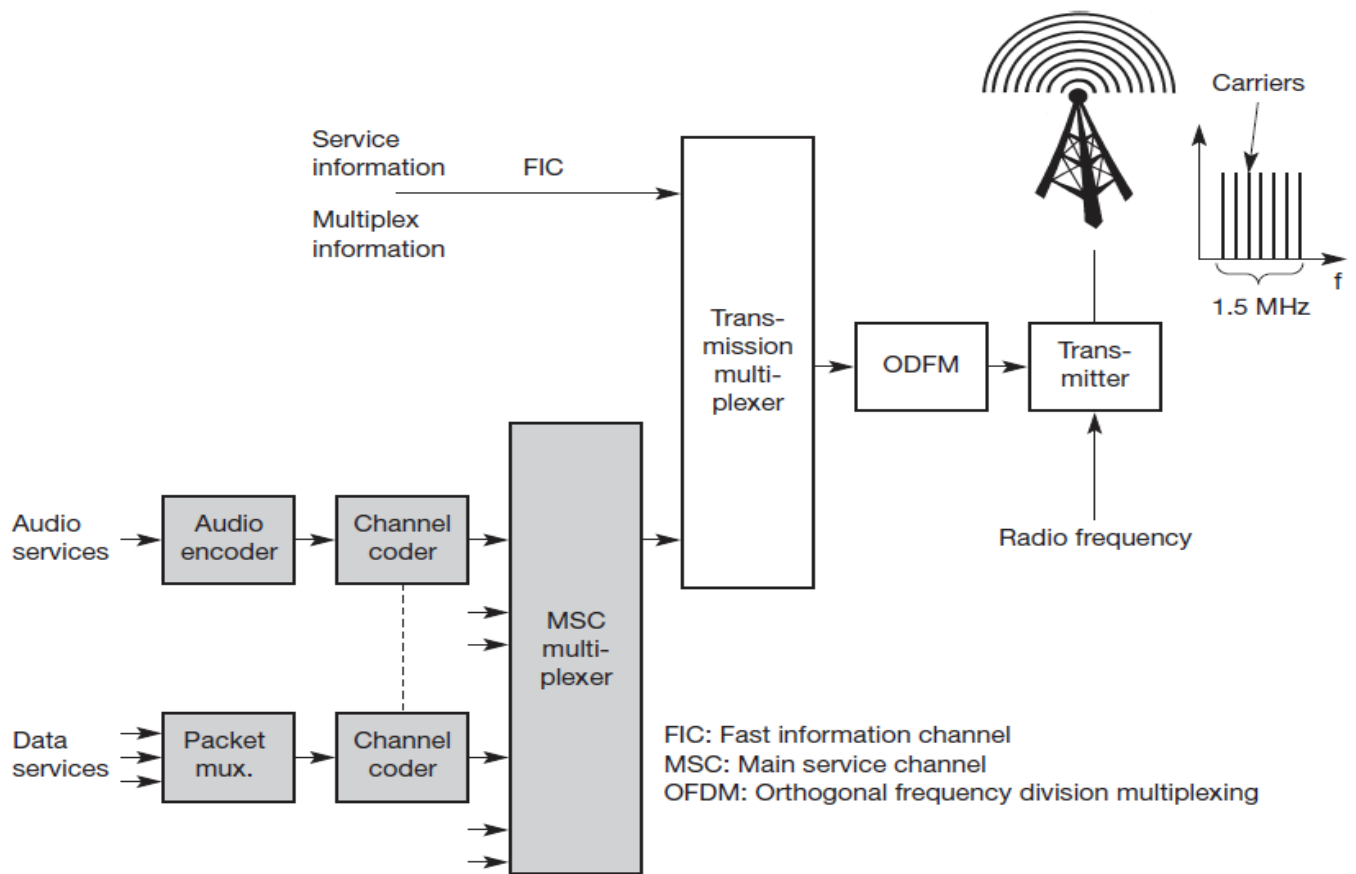 Carriers
f
1.5 MHz
Service
information
FIC
Multiplex
information
Trans-
mission
multi-
plexer
ODFM
Trans-
mitter
Radio frequency
Audio
services
Audio
encoder
Channel
coder
MSC
multi-
plexer
Data
services
Packet
mux.
Channel
coder
FIC: Fast information channel
MSC: Main service channel
OFDM: Orthogonal frequency division multiplexing